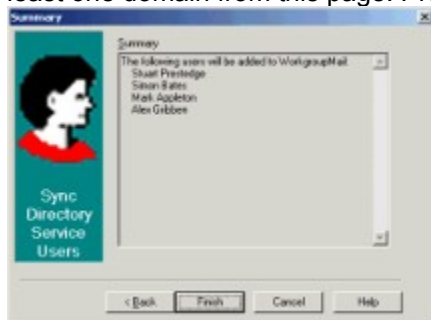 least one domain from this page.
Summary
Summary
The following users will be added to WorkgroupMail.
Stuart Prestedge
Simon Bates
Mark Appleton
Alex Gibben
Sync
Directory
Service
Users
< Back
Finish
Cancel
Help